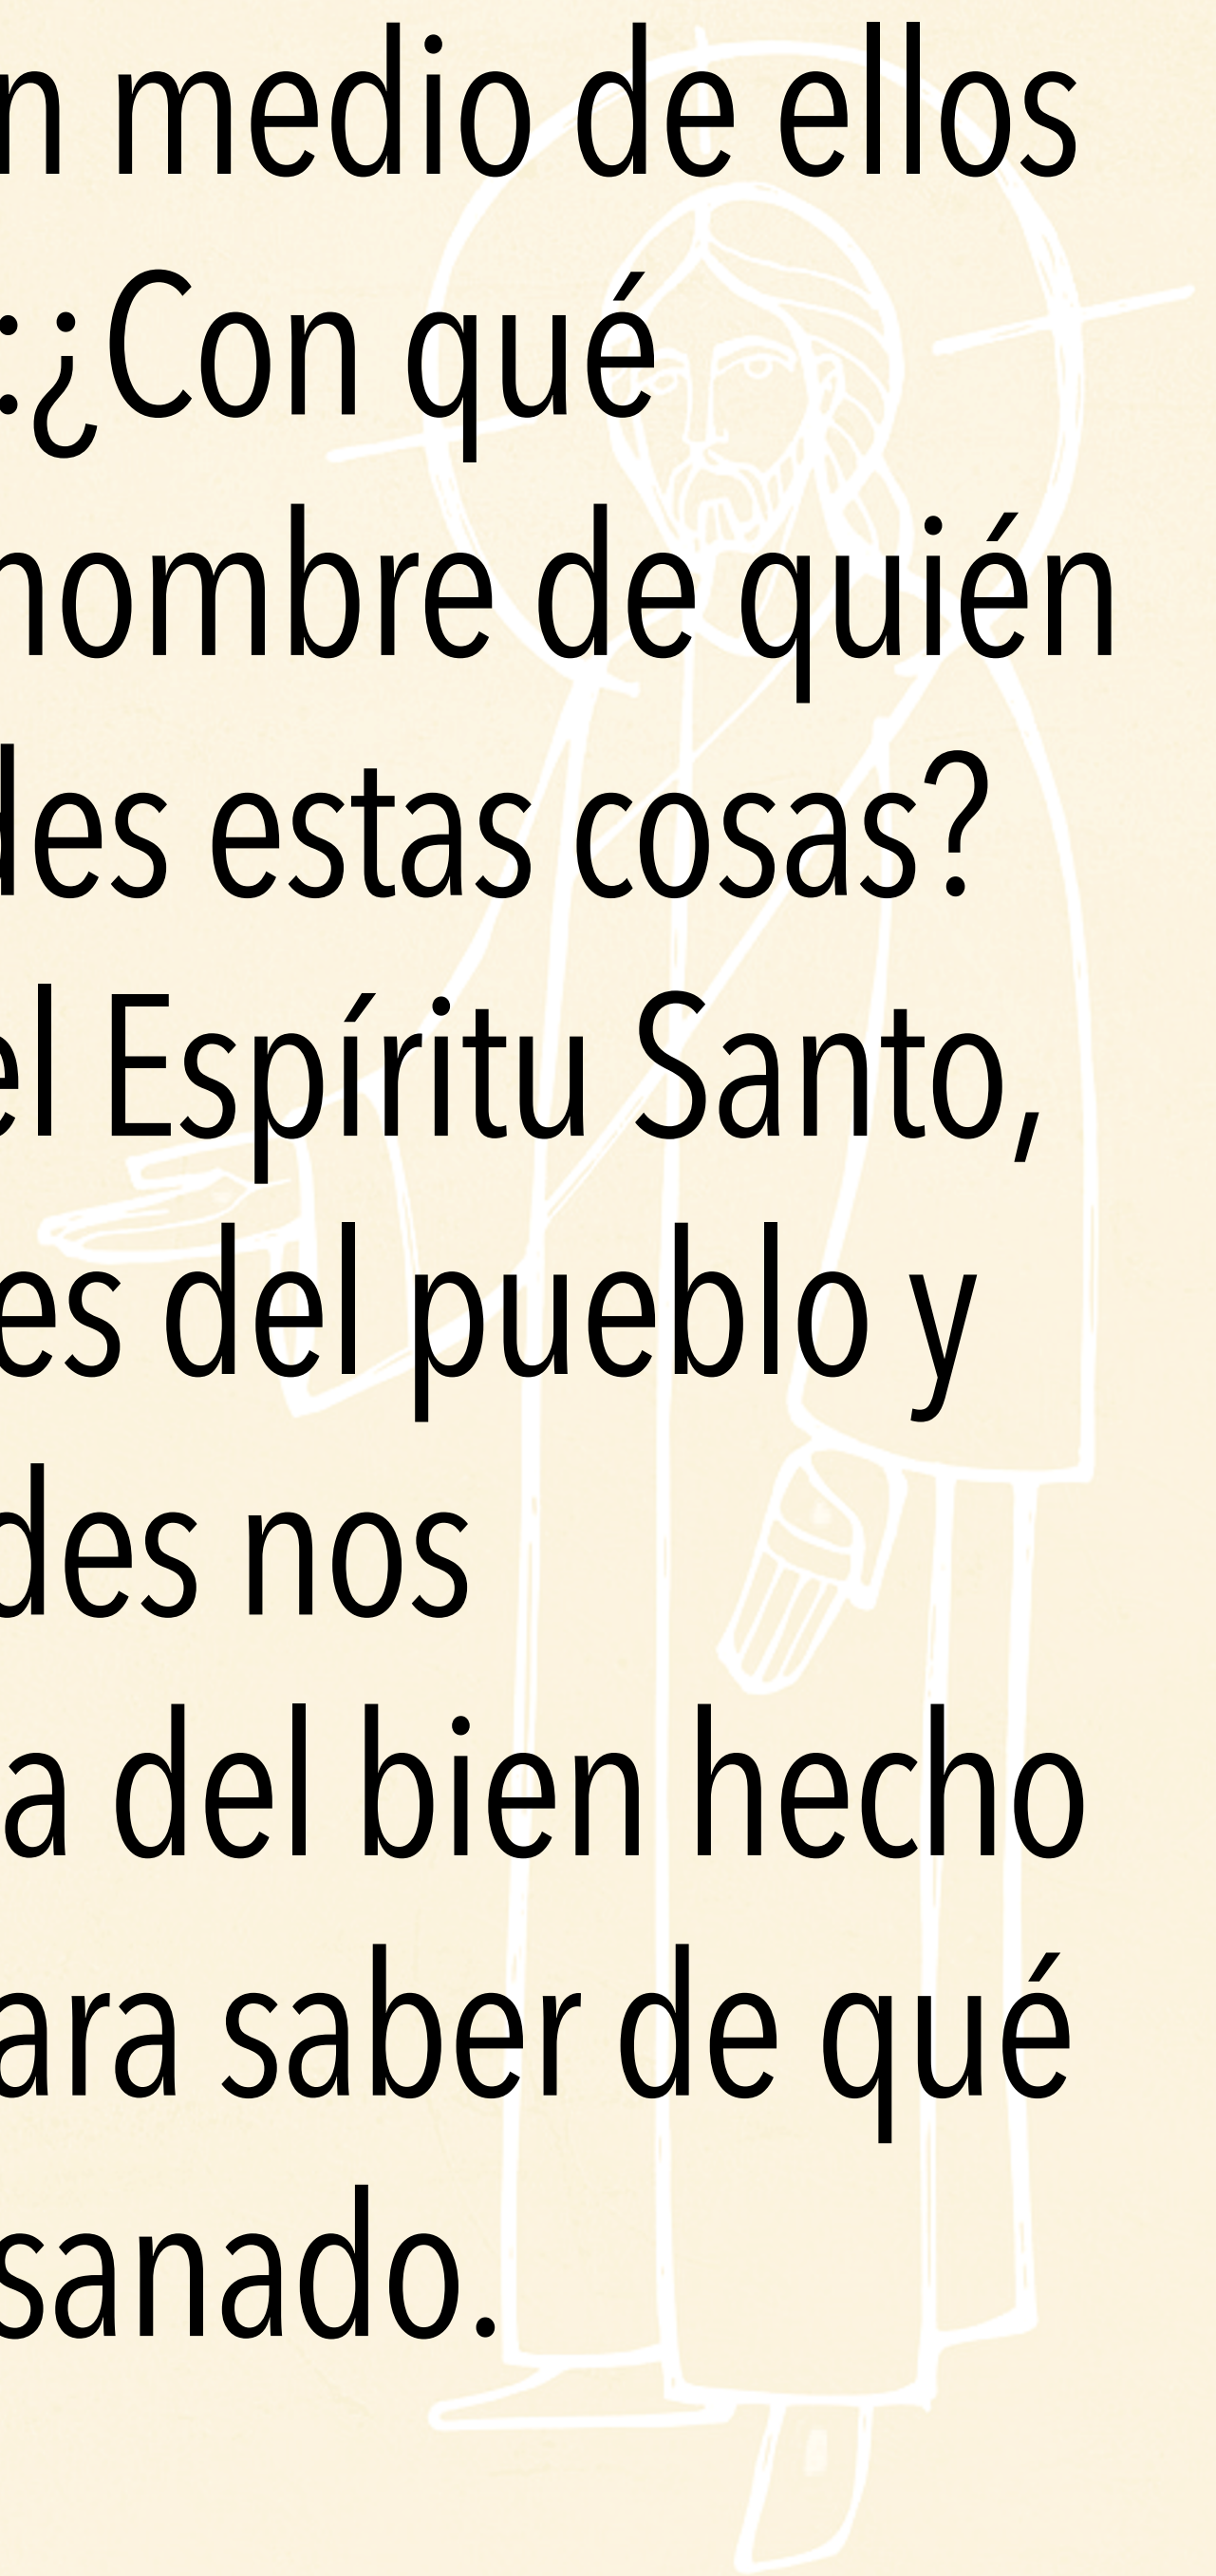 n medio de ellos
:¿Con qué
nombre de quién
des estas cosas?
el Espíritu Santo,
es del pueblo y
des nos
a del bien hecho
ara saber de qué
sanado.